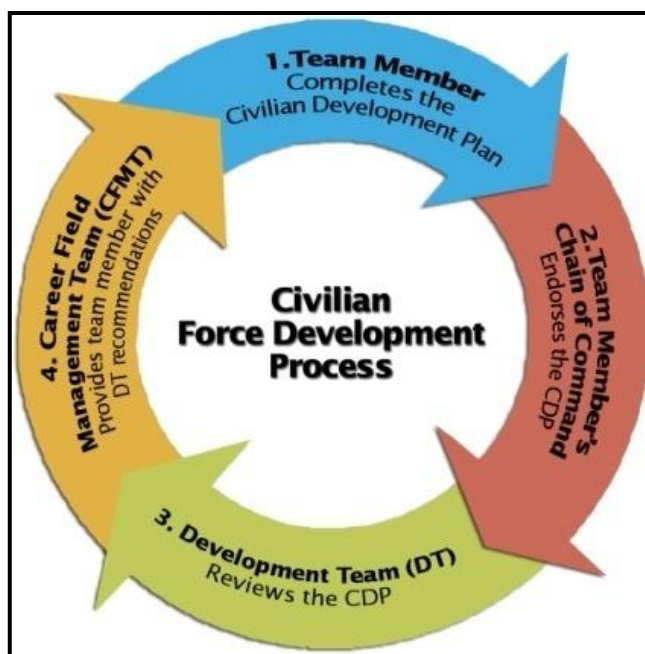 1.Team Member
Completes the
Civilian Development Plan
2.Team Member's
Chain of Command
Endorses the CDP
3. Development Team (DT)
Reviews the CDP
4. Career Field
Management Team (CFMT)
Provides team member with
DT recommendations
Civilian
Force Development
Process